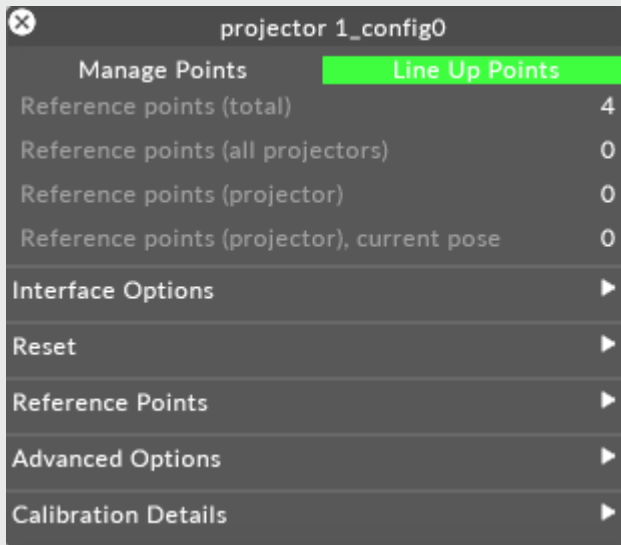 projector 1_config0
Manage Points Line Up Points
Reference points (total) 4
Reference points (all projectors) 0
Reference points (projector) 0
Reference points (projector), current pose 0
Interface Options
Reset
Reference Points
Advanced Options
Calibration Details